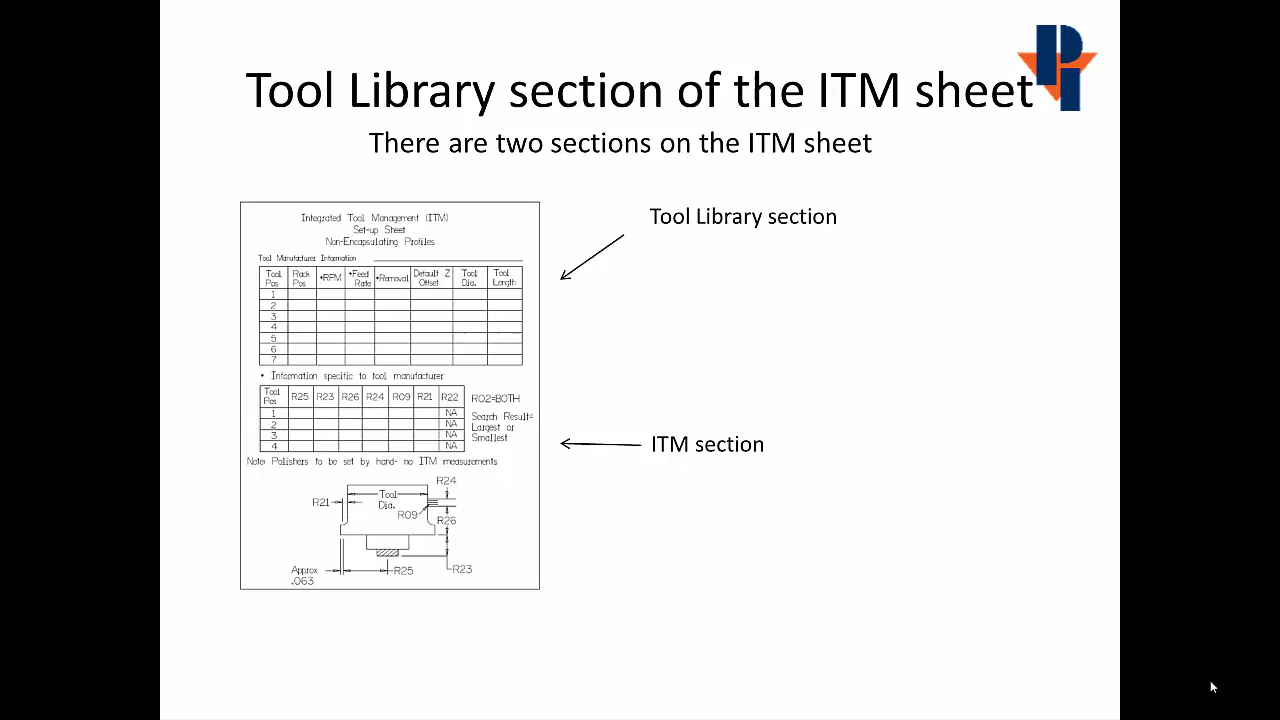 Tool Library section of the ITM sheet
There are two sections on the ITM sheet
Integrated Tool Management (ITM)
Set-up Sheet
Non-Encapsulating Profiles
Tool Manufacturer Information
Tool Pos Rack Pos *RPM *Feed Rate *Removal Default Z Offset Tool Dia. Tool Length
1
2
3
4
5
6
7
* Information specific to tool manufacturer
Tool Pos R25 R23 R26 R24 R09 R21 R22
1 NA
2 NA
3 NA
4 NA
R02=BOTH
Search Result=
Largest or
Smallest
Note: Polishers to be set by hand- no ITM measurements
R24
Tool
Dia.
R21
R09
R26
Approx
.063
R25
R23
Tool Library section
ITM section